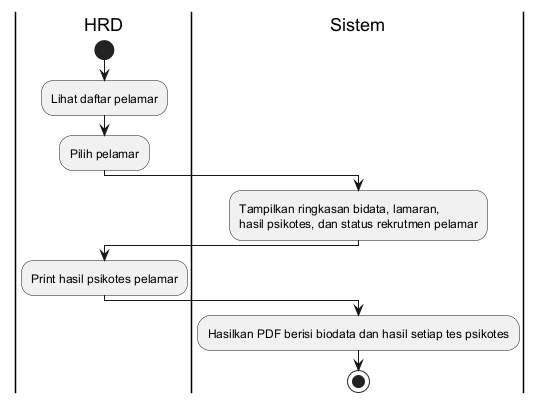 HRD
Sistem
Lihat daftar pelamar
Pilih pelamar
Tampilkan ringkasan bidata, lamaran,
hasil psikotes, dan status rekrutmen pelamar
Print hasil psikotes pelamar
Hasilkan PDF berisi biodata dan hasil setiap tes psikotes